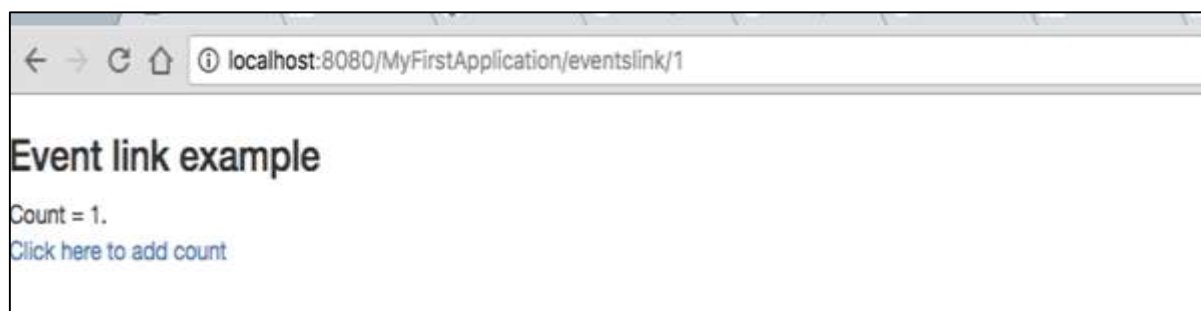 localhost:8080/MyFirstApplication/eventslink/1
Event link example
Count = 1.
Click here to add count